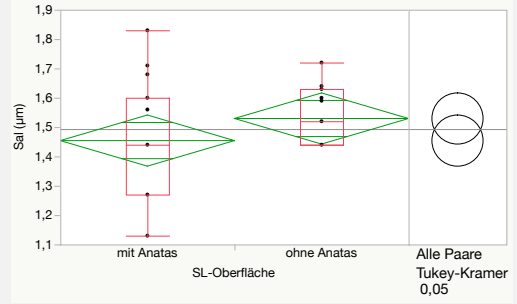 1,9
1,8
1,7
1,6
1,5
1,4
1,3
1,2
1,1
Sal (µm)
mit Anatas
ohne Anatas
SL-Oberfläche
Alle Paare
Tukey-Kramer
0,05